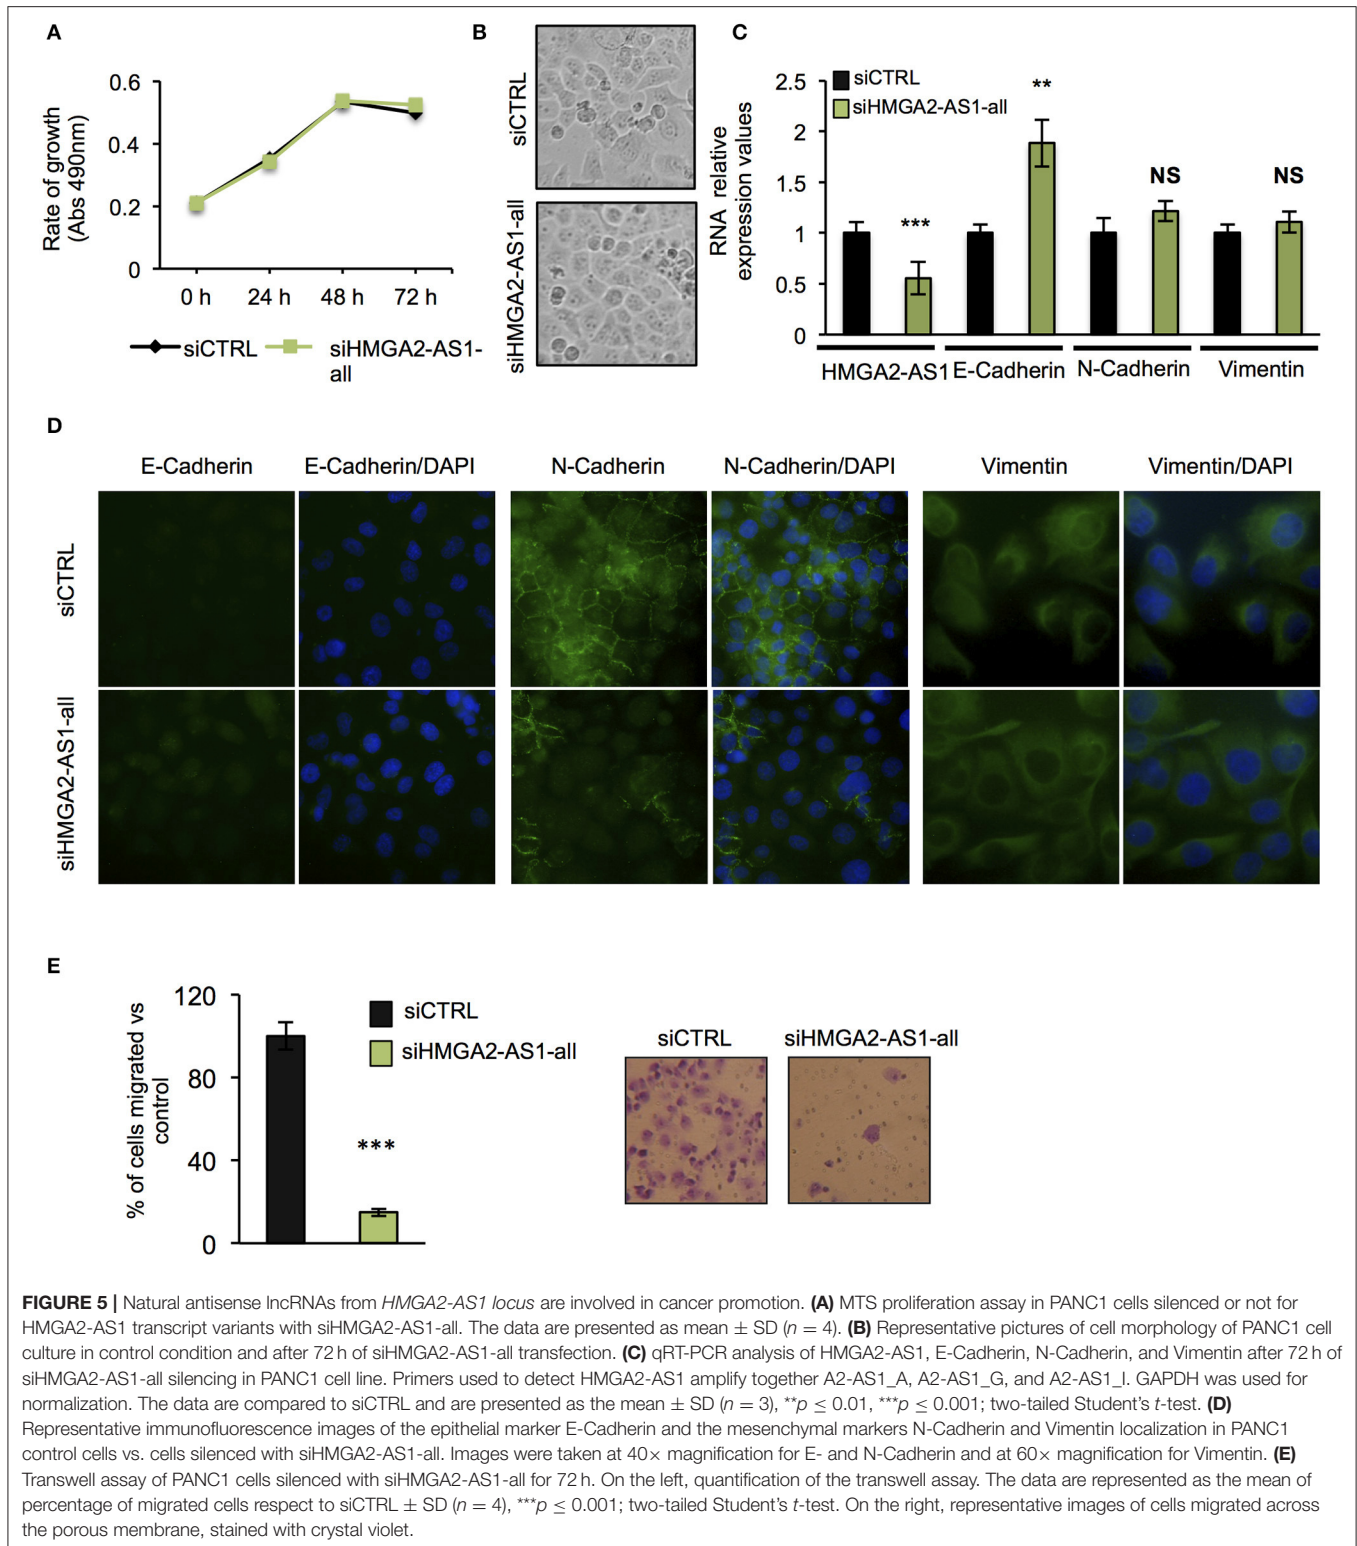 A
Rate of growth
(Abs 490nm)
0.6
0.4
0.2
0
0 h 24 h 48 h 72 h
siCTRL siHMGA2-AS1-
all
B
siCTRL
siHMGA2-AS1-all
C
RNA relative
expression values
2.5
2
1.5
1
0.5
0
siCTRL
siHMGA2-AS1-all
***
**
NS
NS
HMGA2-AS1 E-Cadherin N-Cadherin Vimentin
D
E-Cadherin E-Cadherin/DAPI N-Cadherin N-Cadherin/DAPI Vimentin Vimentin/DAPI
siCTRL
siHMGA2-AS1-all
E
% of cells migrated vs
control
120
80
40
0
***
siCTRL
siHMGA2-AS1-all
siCTRL siHMGA2-AS1-all
FIGURE 5 | Natural antisense lncRNAs from HMGA2-AS1 locus are involved in cancer promotion. (A) MTS proliferation assay in PANC1 cells silenced or not for
HMGA2-AS1 transcript variants with siHMGA2-AS1-all. The data are presented as mean ± SD (n = 4). (B) Representative pictures of cell morphology of PANC1 cell
culture in control condition and after 72 h of siHMGA2-AS1-all transfection. (C) qRT-PCR analysis of HMGA2-AS1, E-Cadherin, N-Cadherin, and Vimentin after 72 h of
siHMGA2-AS1-all silencing in PANC1 cell line. Primers used to detect HMGA2-AS1 amplify together A2-AS1_A, A2-AS1_G, and A2-AS1_I. GAPDH was used for
normalization. The data are compared to siCTRL and are presented as the mean ± SD (n = 3), **p ≤ 0.01, ***p ≤ 0.001; two-tailed Student's t-test. (D)
Representative immunofluorescence images of the epithelial marker E-Cadherin and the mesenchymal markers N-Cadherin and Vimentin localization in PANC1
control cells vs. cells silenced with siHMGA2-AS1-all. Images were taken at 40× magnification for E- and N-Cadherin and at 60× magnification for Vimentin. (E)
Transwell assay of PANC1 cells silenced with siHMGA2-AS1-all for 72 h. On the left, quantification of the transwell assay. The data are represented as the mean of
percentage of migrated cells respect to siCTRL ± SD (n = 4), ***p ≤ 0.001; two-tailed Student's t-test. On the right, representative images of cells migrated across
the porous membrane, stained with crystal violet.